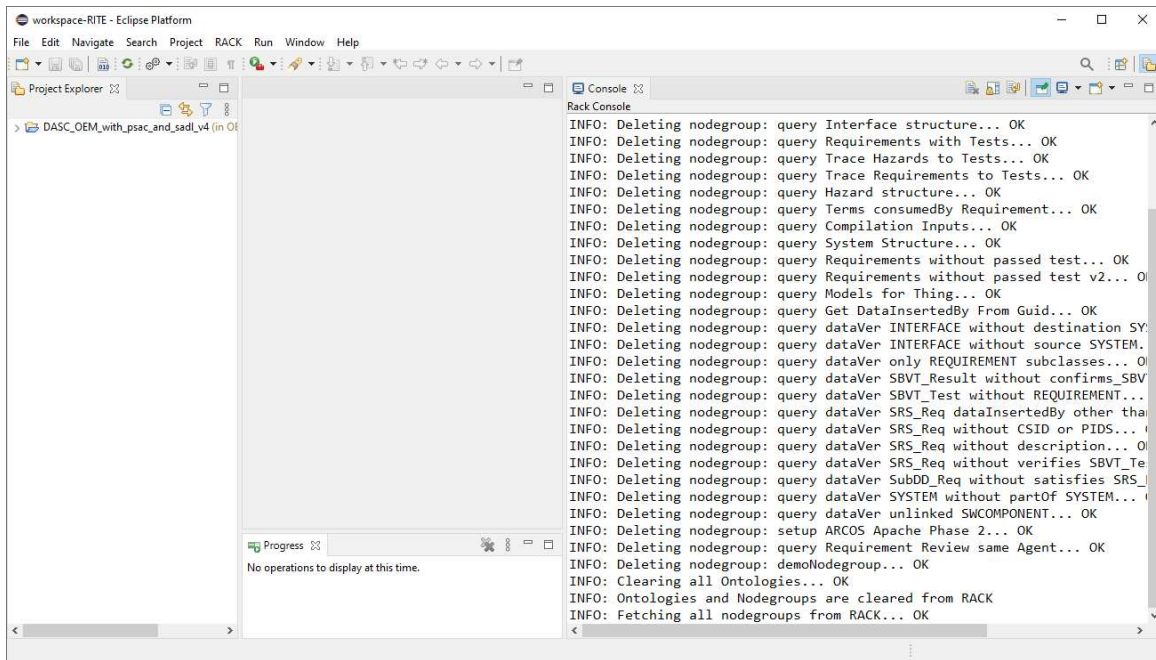 workspace-RITE - Eclipse Platform
File Edit Navigate Search Project RACK Run Window Help
Project Explorer
DASC_OEM_with_psac_and_sadl_v4 (in OE
Progress
No operations to display at this time.
Console
Rack Console
INFO: Deleting nodegroup: query Interface structure... OK
INFO: Deleting nodegroup: query Requirements with Tests... OK
INFO: Deleting nodegroup: query Trace Hazards to Tests... OK
INFO: Deleting nodegroup: query Trace Requirements to Tests... OK
INFO: Deleting nodegroup: query Hazard structure... OK
INFO: Deleting nodegroup: query Terms consumedBy Requirement... OK
INFO: Deleting nodegroup: query Compilation Inputs... OK
INFO: Deleting nodegroup: query System Structure... OK
INFO: Deleting nodegroup: query Requirements without passed test... OK
INFO: Deleting nodegroup: query Requirements without passed test v2...
INFO: Deleting nodegroup: query Models for Thing... OK
INFO: Deleting nodegroup: query Get DataInsertedBy From Guid... OK
INFO: Deleting nodegroup: query dataVer INTERFACE without destination SY
INFO: Deleting nodegroup: query dataVer INTERFACE without source SYSTEM.
INFO: Deleting nodegroup: query dataVer only REQUIREMENT subclasses...
INFO: Deleting nodegroup: query dataVer SBVT_Result without confirms_SBV
INFO: Deleting nodegroup: query dataVer SBVT_Test without REQUIREMENT...
INFO: Deleting nodegroup: query dataVer SRS_Req dataInsertedBy other tha
INFO: Deleting nodegroup: query dataVer SRS_Req without CSID or PIDS...
INFO: Deleting nodegroup: query dataVer SRS_Req without description...
INFO: Deleting nodegroup: query dataVer SRS_Req without verifies SBVT_Te
INFO: Deleting nodegroup: query dataVer SubDD_Req without satisfies SRS_
INFO: Deleting nodegroup: query dataVer SYSTEM without partOf SYSTEM...
INFO: Deleting nodegroup: query dataVer unlinked SWCOMPONENT... OK
INFO: Deleting nodegroup: setup ARCOS Apache Phase 2... OK
INFO: Deleting nodegroup: query Requirement Review same Agent... OK
INFO: Deleting nodegroup: demoNodegroup... OK
INFO: Clearing all Ontologies... OK
INFO: Ontologies and Nodegroups are cleared from RACK
INFO: Fetching all nodegroups from RACK... OK